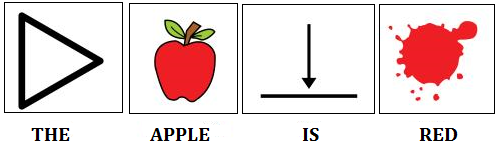 THE APPLE IS RED